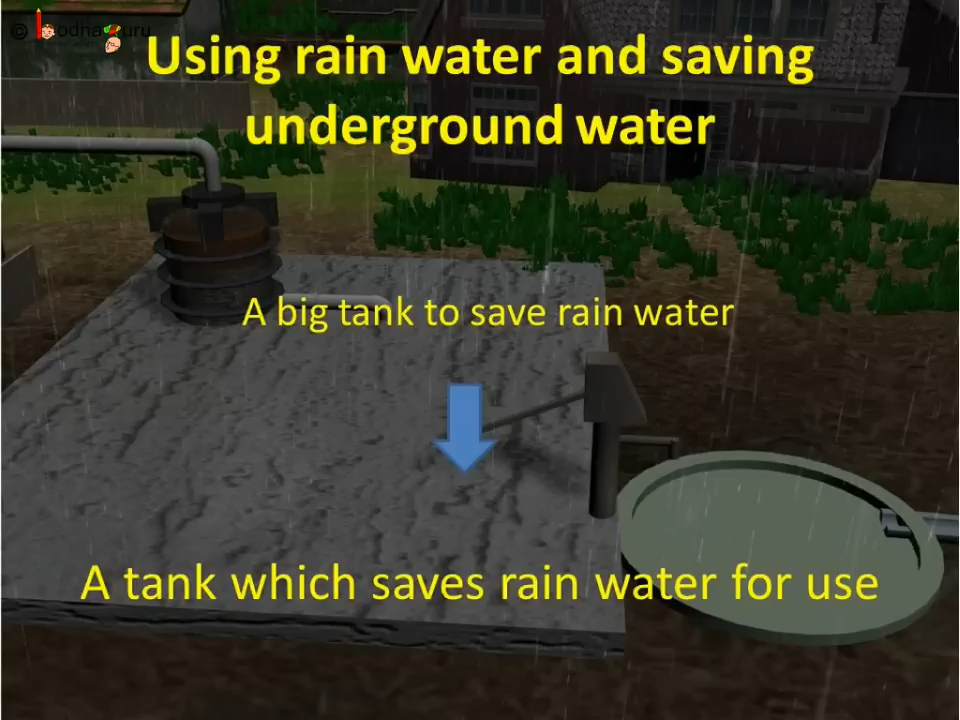 Using rain water and saving
underground water
A big tank to save rain water
A tank which saves rain water for use